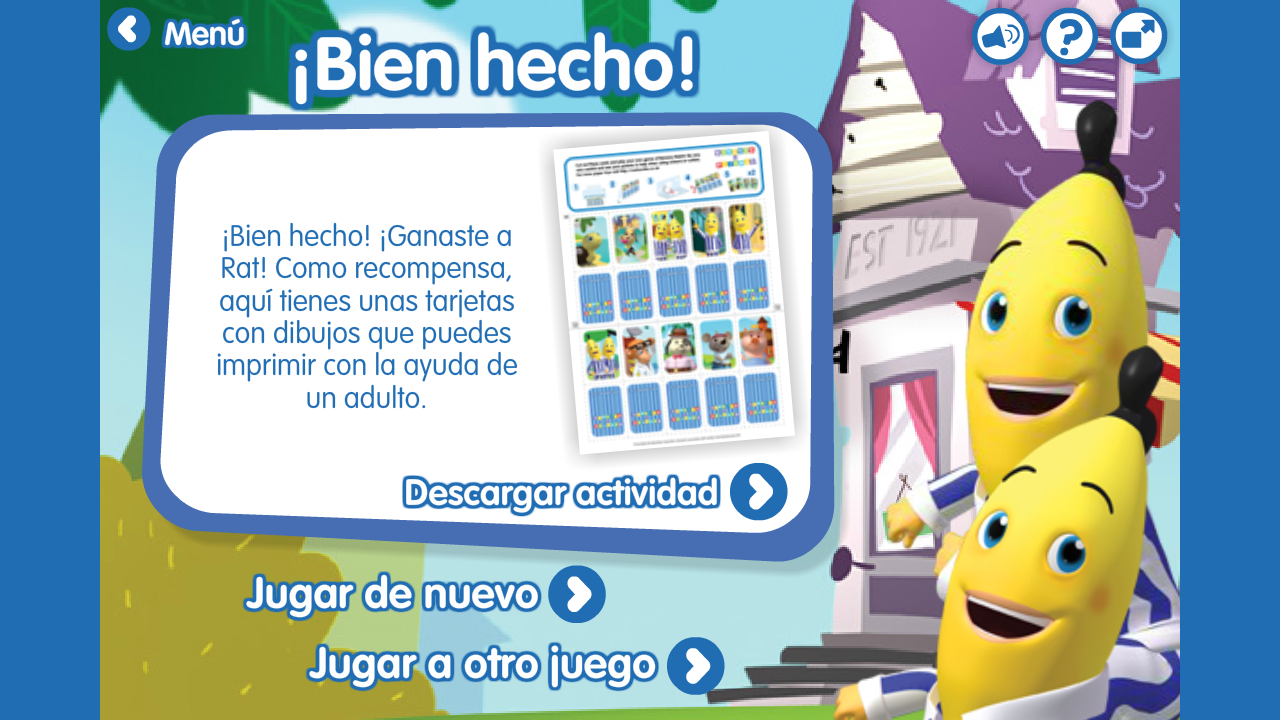 Menú
¡Bien hecho!
EST 1921
¡Bien hecho! ¡Ganaste a
Rat! Como recompensa,
aquí tienes unas tarjetas
con dibujos que puedes
imprimir con la ayuda de
un adulto.
Descargar actividad
Jugar de nuevo
Jugar a otro juego